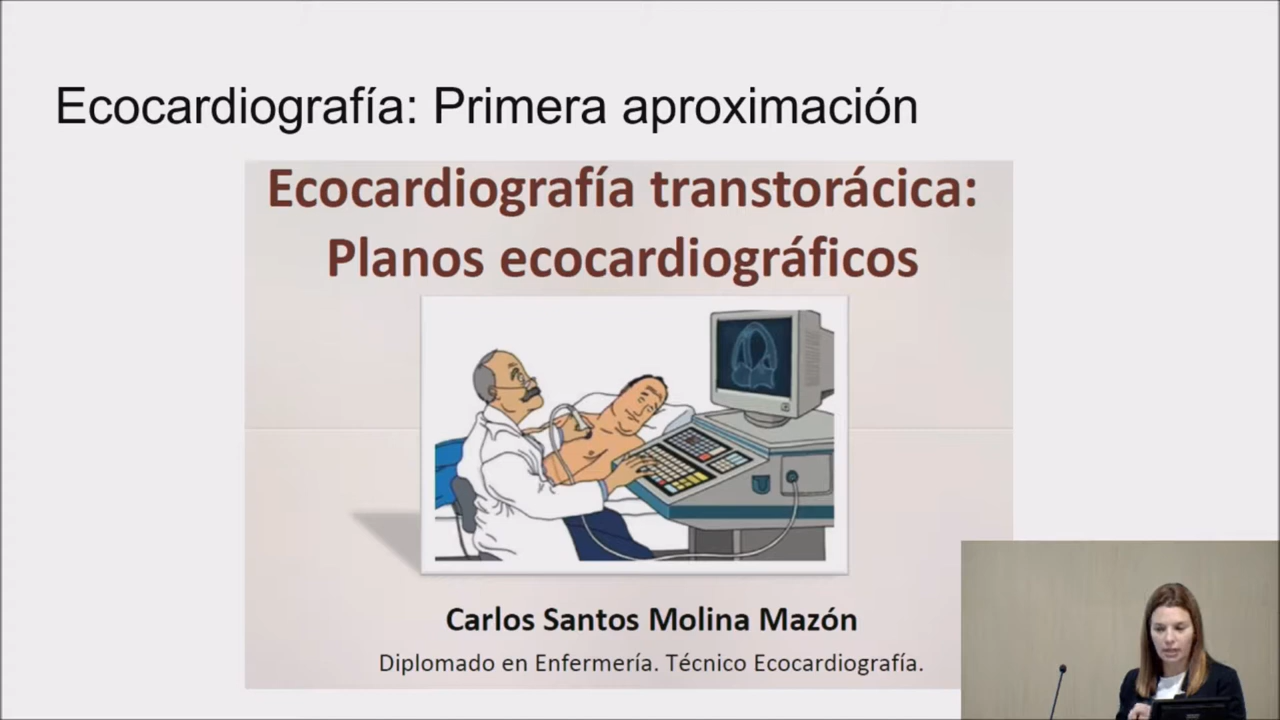 Ecocardiografía: Primera aproximación
Ecocardiografía transtorácica:
Planos ecocardiográficos
Carlos Santos Molina Mazón
Diplomado en Enfermería. Técnico Ecocardiografía.